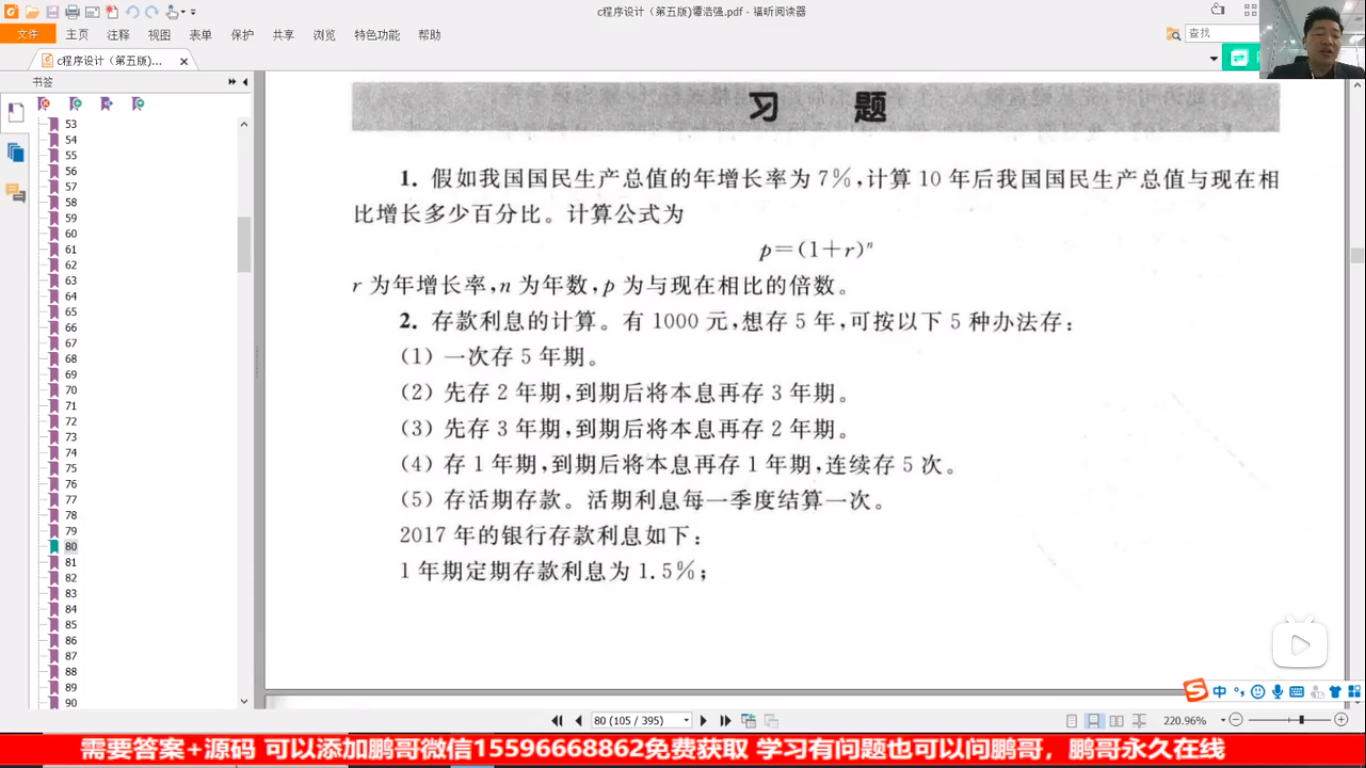 c程序设计（第五版)谭浩强.pdf - 福昕阅读器
文件 主页 注释 视图 表单 保护 共享 浏览 特色功能 帮助
查找
c程序设计（第五版)...
书签
习 题
53
54
55
56
57
58
59
60
61
62
63
64
65
66
67
68
69
70
71
72
73
74
75
76
77
78
79
80
81
82
83
84
85
86
87
88
89
90
1. 假如我国国民生产总值的年增长率为 7%,计算 10 年后我国国民生产总值与现在相
比增长多少百分比。计算公式为
p=(1+r)ⁿ
r 为年增长率,n 为年数,p 为与现在相比的倍数。
2. 存款利息的计算。有 1000 元,想存 5 年,可按以下 5 种办法存:
(1) 一次存 5 年期。
(2) 先存 2 年期,到期后将本息再存 3 年期。
(3) 先存 3 年期,到期后将本息再存 2 年期。
(4) 存 1 年期,到期后将本息再存 1 年期,连续存 5 次。
(5) 存活期存款。活期利息每一季度结算一次。
2017 年的银行存款利息如下:
1 年期定期存款利息为 1.5%;
中
80 (105 / 395)
220.96%
需要答案+源码 可以添加鹏哥微信15596668862免费获取 学习有问题也可以问鹏哥，鹏哥永久在线